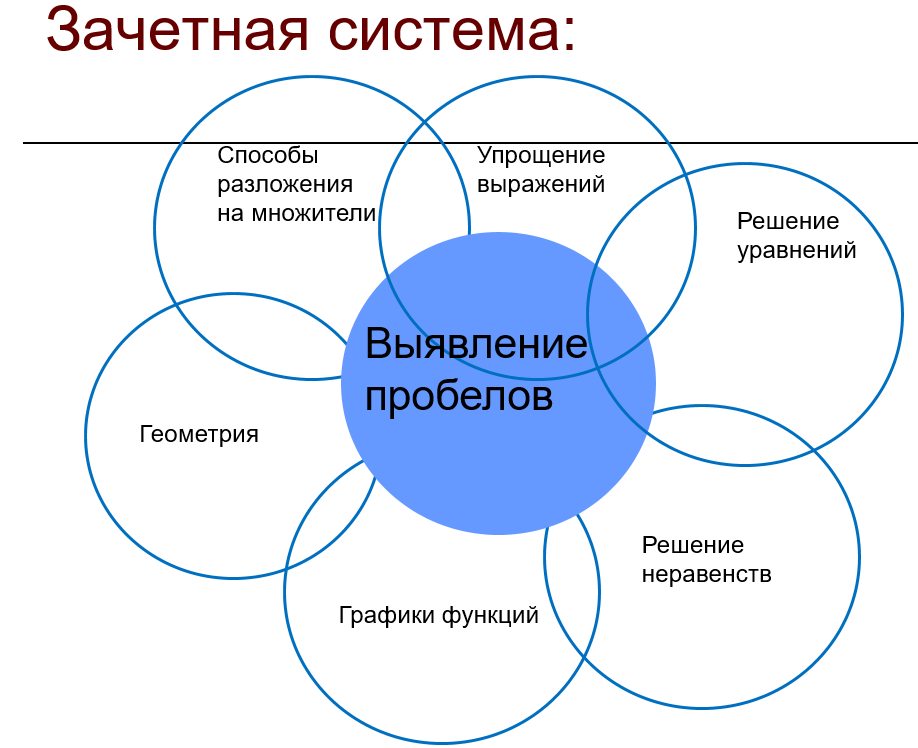 Зачетная система:
Способы
разложения
на множители
Упрощение
выражений
Решение
уравнений
Выявление
пробелов
Геометрия
Решение
неравенств
Графики функций